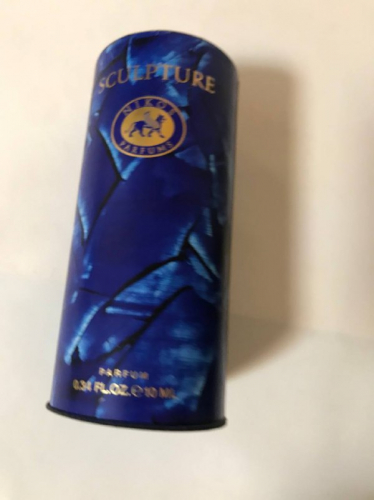 SCULPTURE
NIKOS
PARFUMS
PARFUM
0.34 FL.OZ.℮10 ML